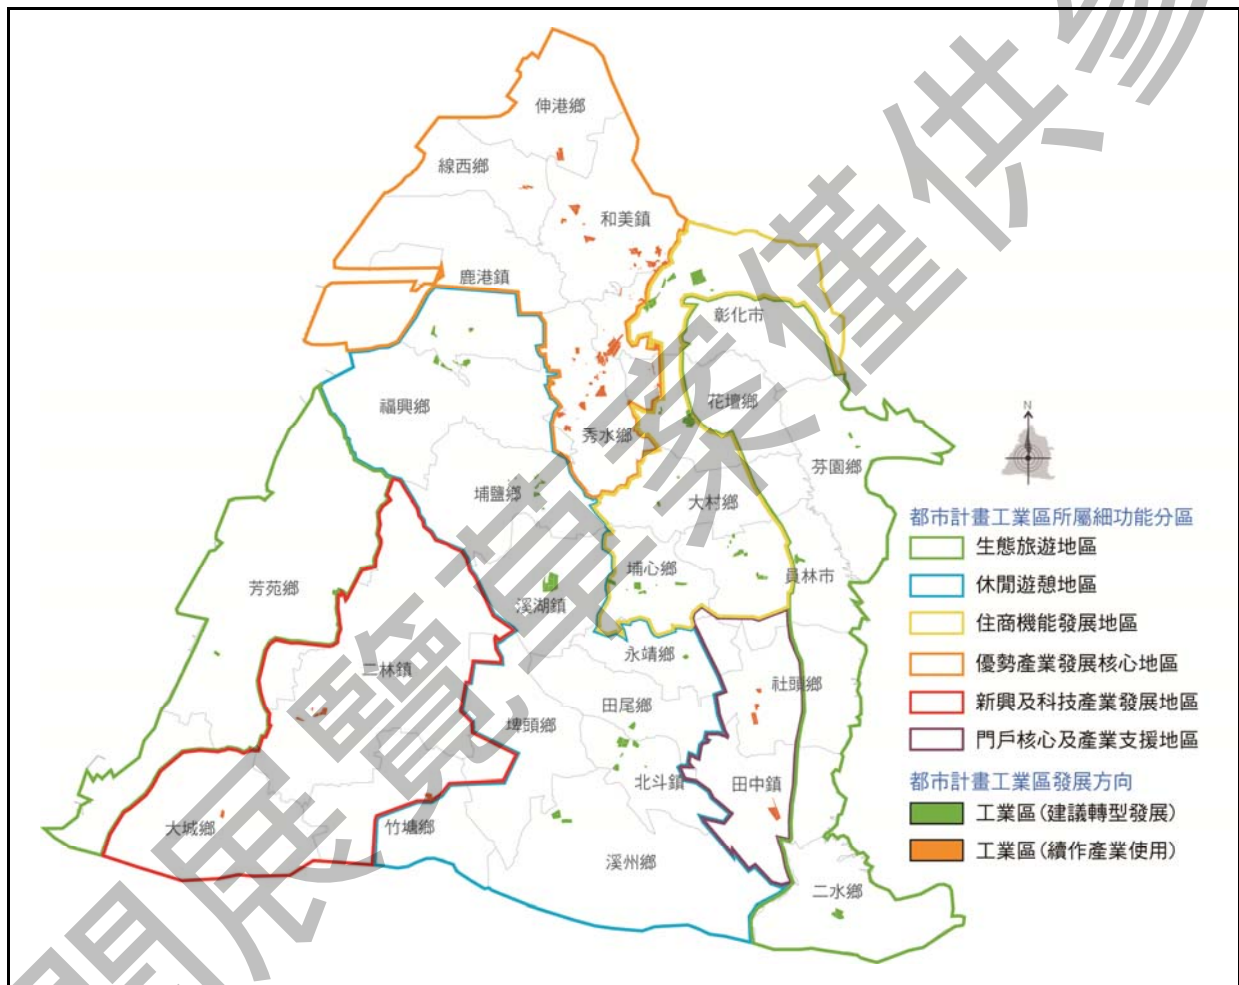 伸港鄉
線西鄉
和美鎮
鹿港鎮
彰化市
福興鄉
花壇鄉
秀水鄉
芬園鄉
埔鹽鄉
大村鄉
芳苑鄉
埔心鄉
員林市
溪湖鎮
永靖鄉
二林鎮
社頭鄉
田尾鄉
埤頭鄉
北斗鎮
田中鎮
大城鄉
竹塘鄉
溪州鄉
二水鄉
N
都市計畫工業區所屬細功能分區
生態旅遊地區
休閒遊憩地區
住商機能發展地區
優勢產業發展核心地區
新興及科技產業發展地區
門戶核心及產業支援地區
都市計畫工業區發展方向
工業區(建議轉型發展)
工業區(續作產業使用)
開展覽草案僅供參